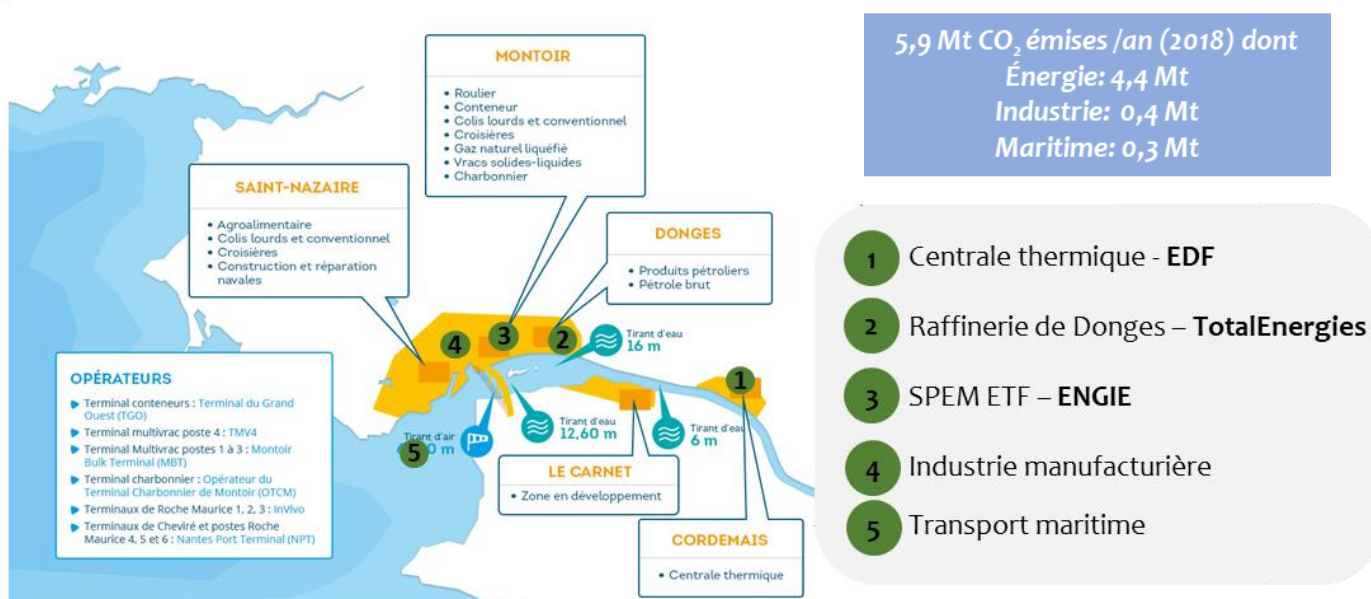 5,9 Mt CO₂ émises /an (2018) dont
Énergie: 4,4 Mt
Industrie: 0,4 Mt
Maritime: 0,3 Mt
MONTOIR
• Roulier
• Conteneur
• Colis lourds et conventionnel
• Croisières
• Gaz naturel liquéfié
• Vracs solides-liquides
• Charbonnier
SAINT-NAZAIRE
• Agroalimentaire
• Colis lourds et conventionnel
• Croisières
• Construction et réparation
navales
DONGES
• Produits pétroliers
• Pétrole brut
4
3
2
1
5
Tirant d'eau
16 m
Tirant d'eau
12,60 m
Tirant d'eau
6 m
Tirant d'air
0 m
LE CARNET
• Zone en développement
CORDEMAIS
• Centrale thermique
OPÉRATEURS
Terminal conteneurs : Terminal du Grand
Ouest (TGO)
Terminal multivrac poste 4 : TMV4
Terminal Multivrac postes 1 à 3 : Montoir
Bulk Terminal (MBT)
Terminal charbonnier : Opérateur du
Terminal Charbonnier de Montoir (OTCM)
Terminaux de Roche Maurice 1, 2, 3 : InVivo
Terminaux de Cheviré et postes Roche
Maurice 4, 5 et 6 : Nantes Port Terminal (NPT)
1 Centrale thermique - EDF
2 Raffinerie de Donges – TotalEnergies
3 SPEM ETF – ENGIE
4 Industrie manufacturière
5 Transport maritime